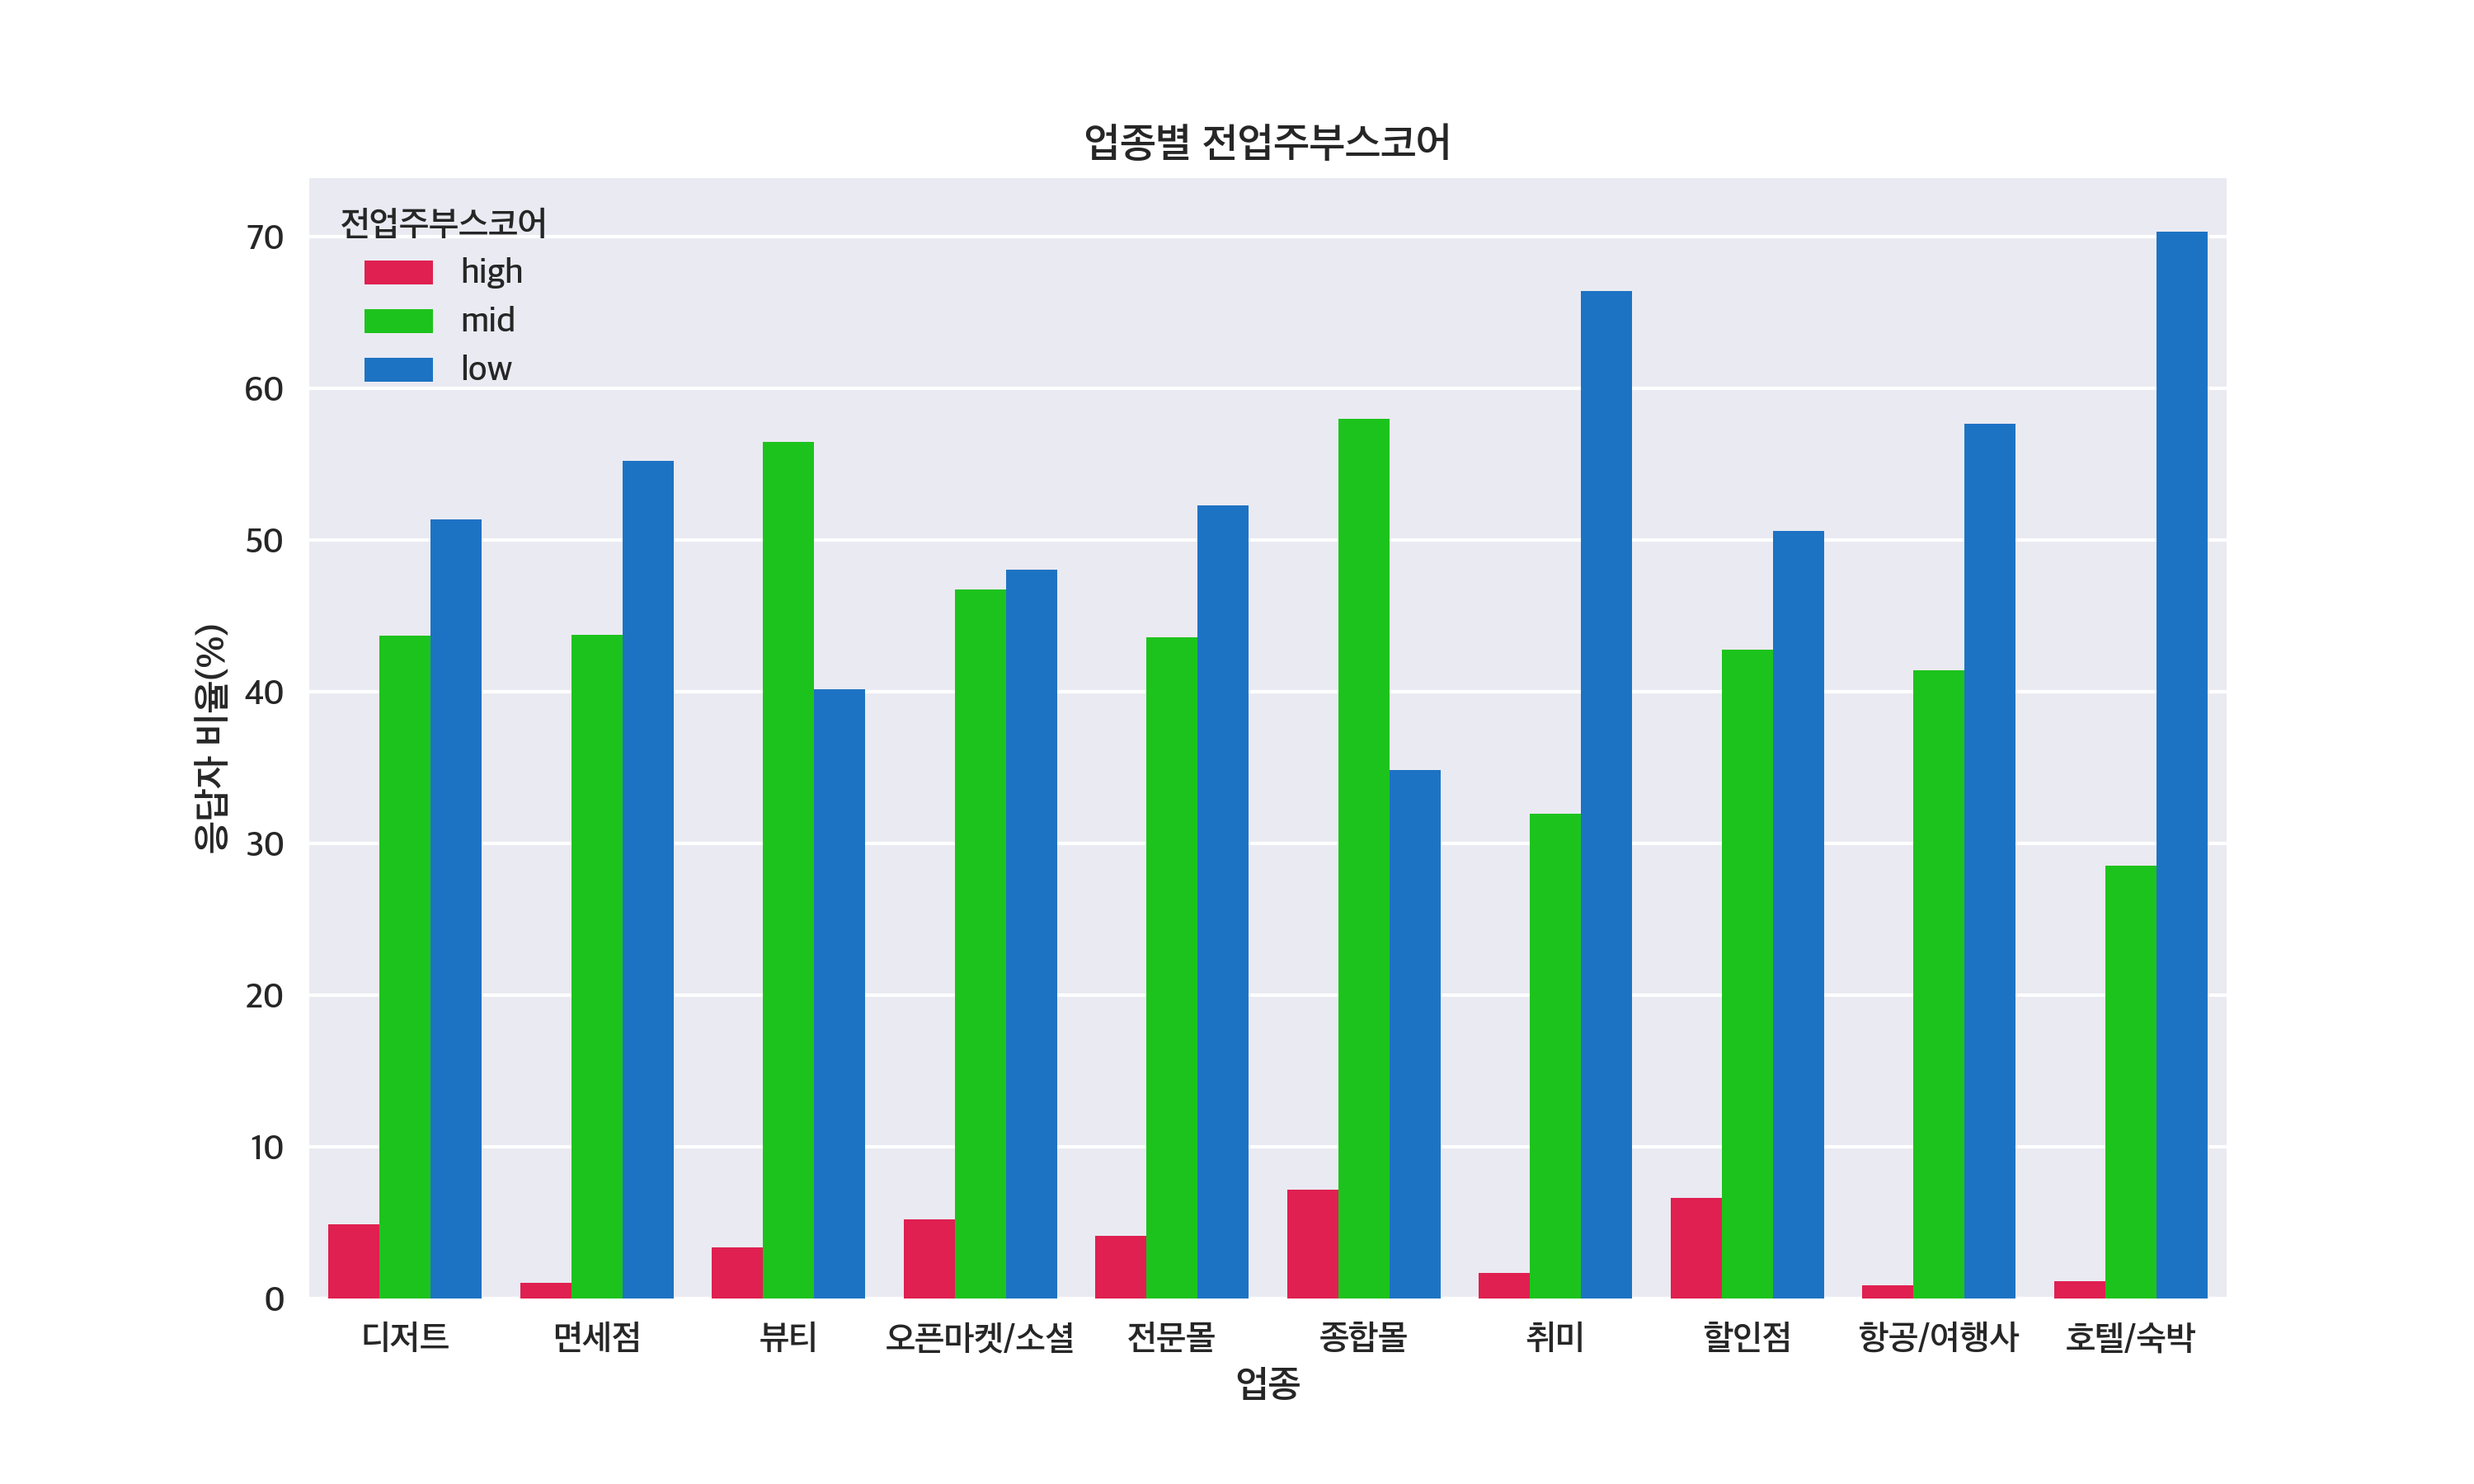 업종별 전업주부스코어
전업주부스코어
high
mid
low
70
60
50
40
30
20
10
0
응답자 비율(%)
디저트 면세점 뷰티 오픈마켓/소셜 전문몰 종합몰 취미 할인점 항공/여행사 호텔/숙박
업종